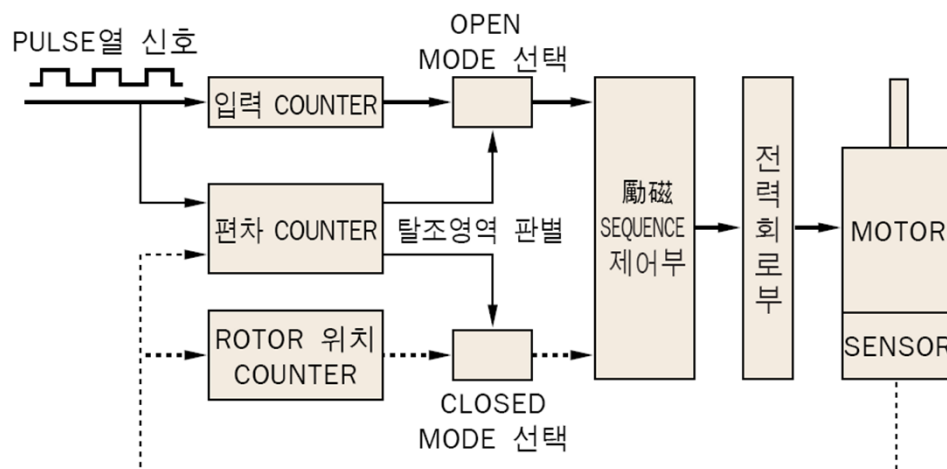 PULSE열 신호
OPEN
MODE 선택
입력 COUNTER
편차 COUNTER
탈조영역 판별
ROTOR 위치
COUNTER
CLOSED
MODE 선택
勵磁
SEQUENCE
제어부
전
력
회
로
부
MOTOR
SENSOR